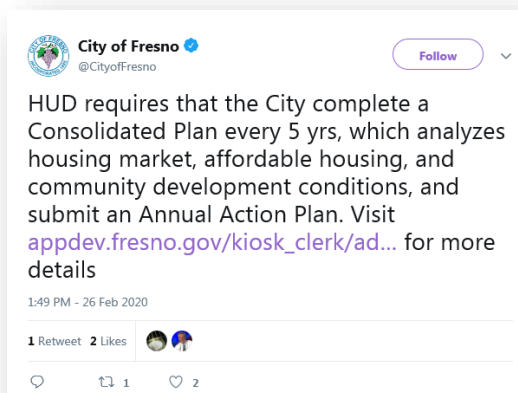 City of Fresno
@CityofFresno
Follow
HUD requires that the City complete a
Consolidated Plan every 5 yrs, which analyzes
housing market, affordable housing, and
community development conditions, and
submit an Annual Action Plan. Visit
appdev.fresno.gov/kiosk_clerk/ad... for more
details
1:49 PM - 26 Feb 2020
1 Retweet 2 Likes
1 2